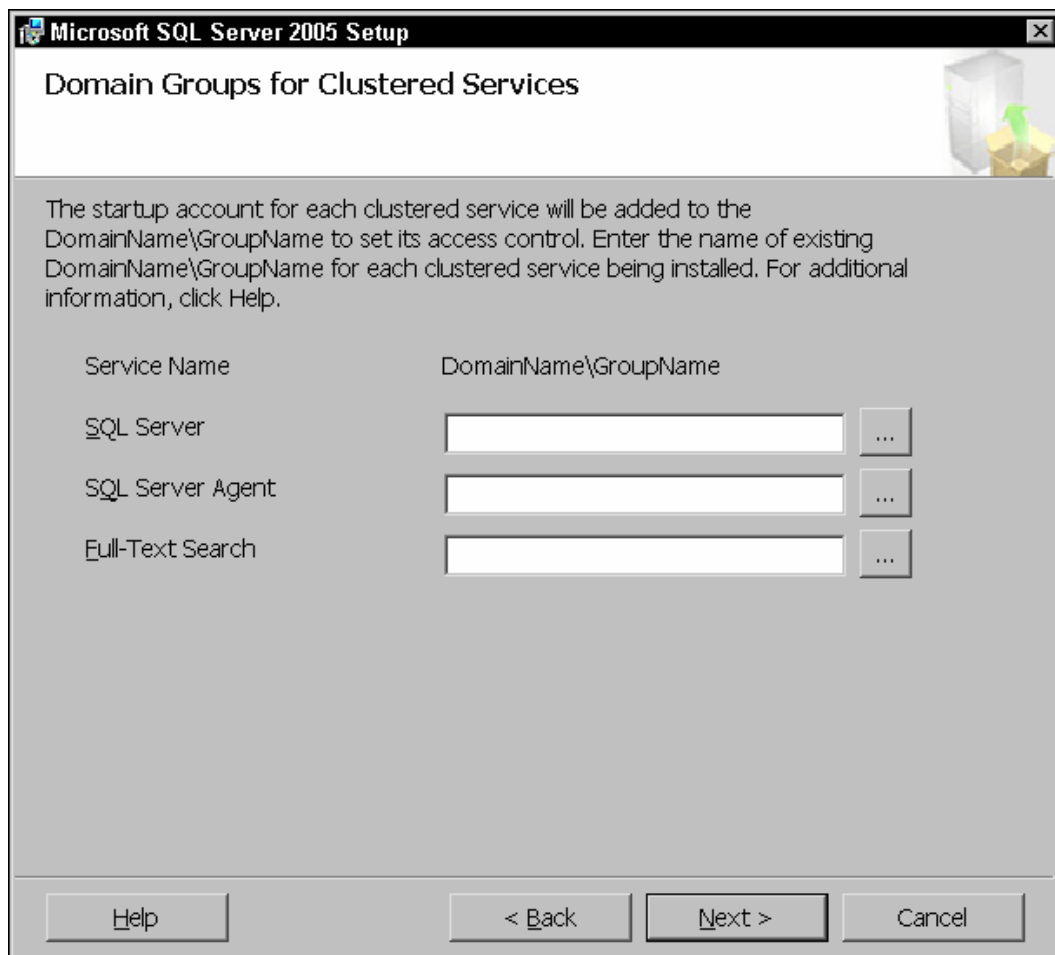 Microsoft SQL Server 2005 Setup
Domain Groups for Clustered Services
The startup account for each clustered service will be added to the
DomainName\GroupName to set its access control. Enter the name of existing
DomainName\GroupName for each clustered service being installed. For additional
information, click Help.
Service Name DomainName\GroupName
SQL Server ...
SQL Server Agent ...
Full-Text Search ...
Help < Back Next > Cancel